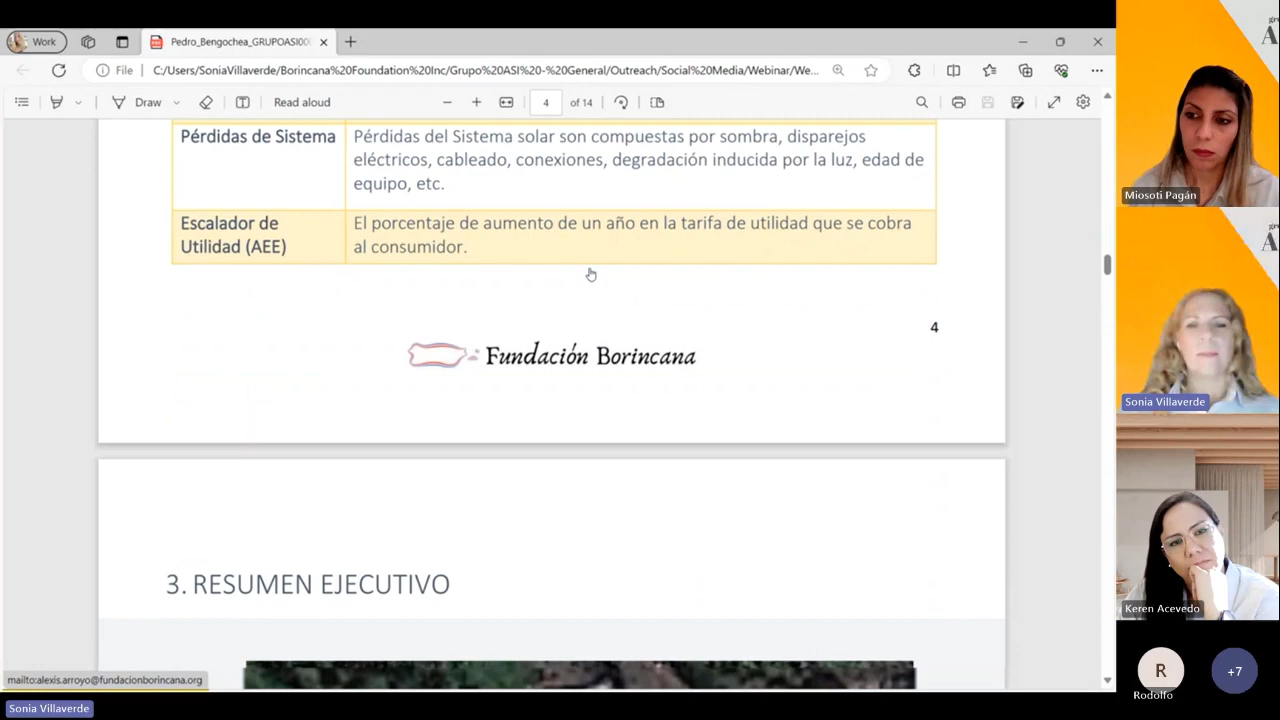 Work
Pedro_Bengochea_GRUPOASI00
File
C:/Users/SoniaVillaverde/Borincana%20Foundation%20Inc/Grupo%20ASI%20-%20General/Outreach/Social%20Media/Webinar/We...
Draw
Read aloud
4 of 14
Pérdidas de Sistema
Pérdidas del Sistema solar son compuestas por sombra, disparejos
eléctricos, cableado, conexiones, degradación inducida por la luz, edad de
equipo, etc.
Escalador de
Utilidad (AEE)
El porcentaje de aumento de un año en la tarifa de utilidad que se cobra
al consumidor.
4
Fundación Borincana
3. RESUMEN EJECUTIVO
mailto:alexis.arroyo@fundacionborincana.org
Sonia Villaverde
gru
A
Miosoti Pagán
gru
A
Sonia Villaverde
Keren Acevedo
R
Rodolfo
+7